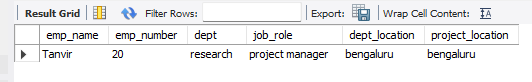 Result Grid Filter Rows: Export: Wrap Cell Content:
emp_name emp_number dept job_role dept_location project_location
Tanvir 20 research project manager bengaluru bengaluru